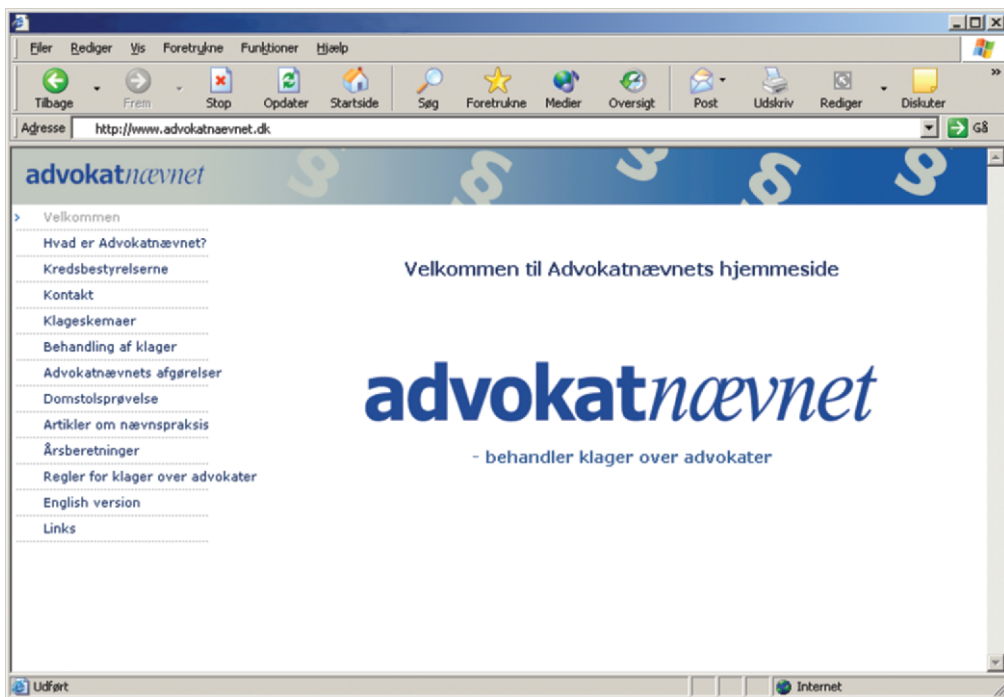 Filer Rediger Vis Foretrukne Funktioner Hjælp
Tilbage Frem Stop Opdater Startside Søg Foretrukne Medier Oversigt Post Udskriv Rediger Diskuter
Adresse http://www.advokatnaevnet.dk Gå
advokatnævnet § § § § §
Velkommen
Hvad er Advokatnævnet?
Kredsbestyrelserne
Kontakt
Klageskemaer
Behandling af klager
Advokatnævnets afgørelser
Domstolsprøvelse
Artikler om nævnspraksis
Årsberetninger
Regler for klager over advokater
English version
Links
Velkommen til Advokatnævnets hjemmeside
advokatnævnet
- behandler klager over advokater
Udført Internet